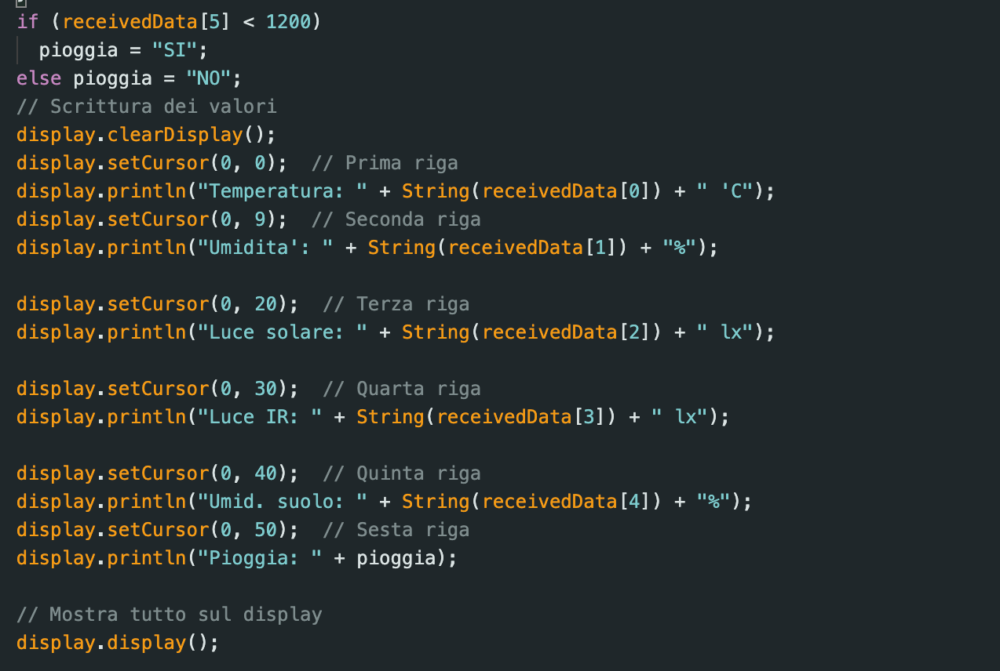 if (receivedData[5] < 1200)
  pioggia = "SI";
else pioggia = "NO";
// Scrittura dei valori
display.clearDisplay();
display.setCursor(0, 0);  // Prima riga
display.println("Temperatura: " + String(receivedData[0]) + " 'C");
display.setCursor(0, 9);  // Seconda riga
display.println("Umidita': " + String(receivedData[1]) + "%");

display.setCursor(0, 20);  // Terza riga
display.println("Luce solare: " + String(receivedData[2]) + " lx");

display.setCursor(0, 30);  // Quarta riga
display.println("Luce IR: " + String(receivedData[3]) + " lx");

display.setCursor(0, 40);  // Quinta riga
display.println("Umid. suolo: " + String(receivedData[4]) + "%");
display.setCursor(0, 50);  // Sesta riga
display.println("Pioggia: " + pioggia);

// Mostra tutto sul display
display.display();